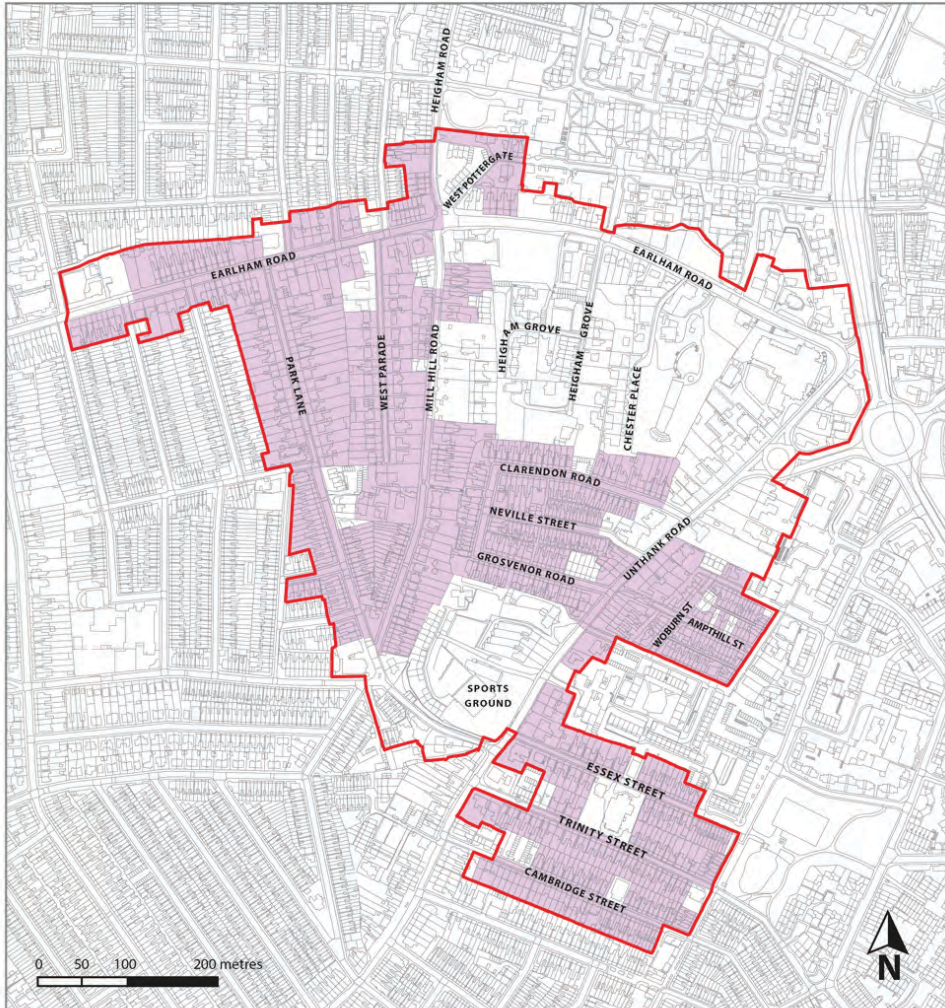 HEIGHAM ROAD
WEST POTTERGATE
EARLHAM ROAD
EARLHAM ROAD
HEIGHAM GROVE
HEIGHAM GROVE
PARK LANE
WEST PARADE
MILL HILL ROAD
CHESTER PLACE
CLARENDON ROAD
NEVILLE STREET
GROSVENOR ROAD
UNTHANK ROAD
WOBURN ST
AMPTHILL ST
SPORTS
GROUND
ESSEX STREET
TRINITY STREET
CAMBRIDGE STREET
0 50 100 200 metres
N